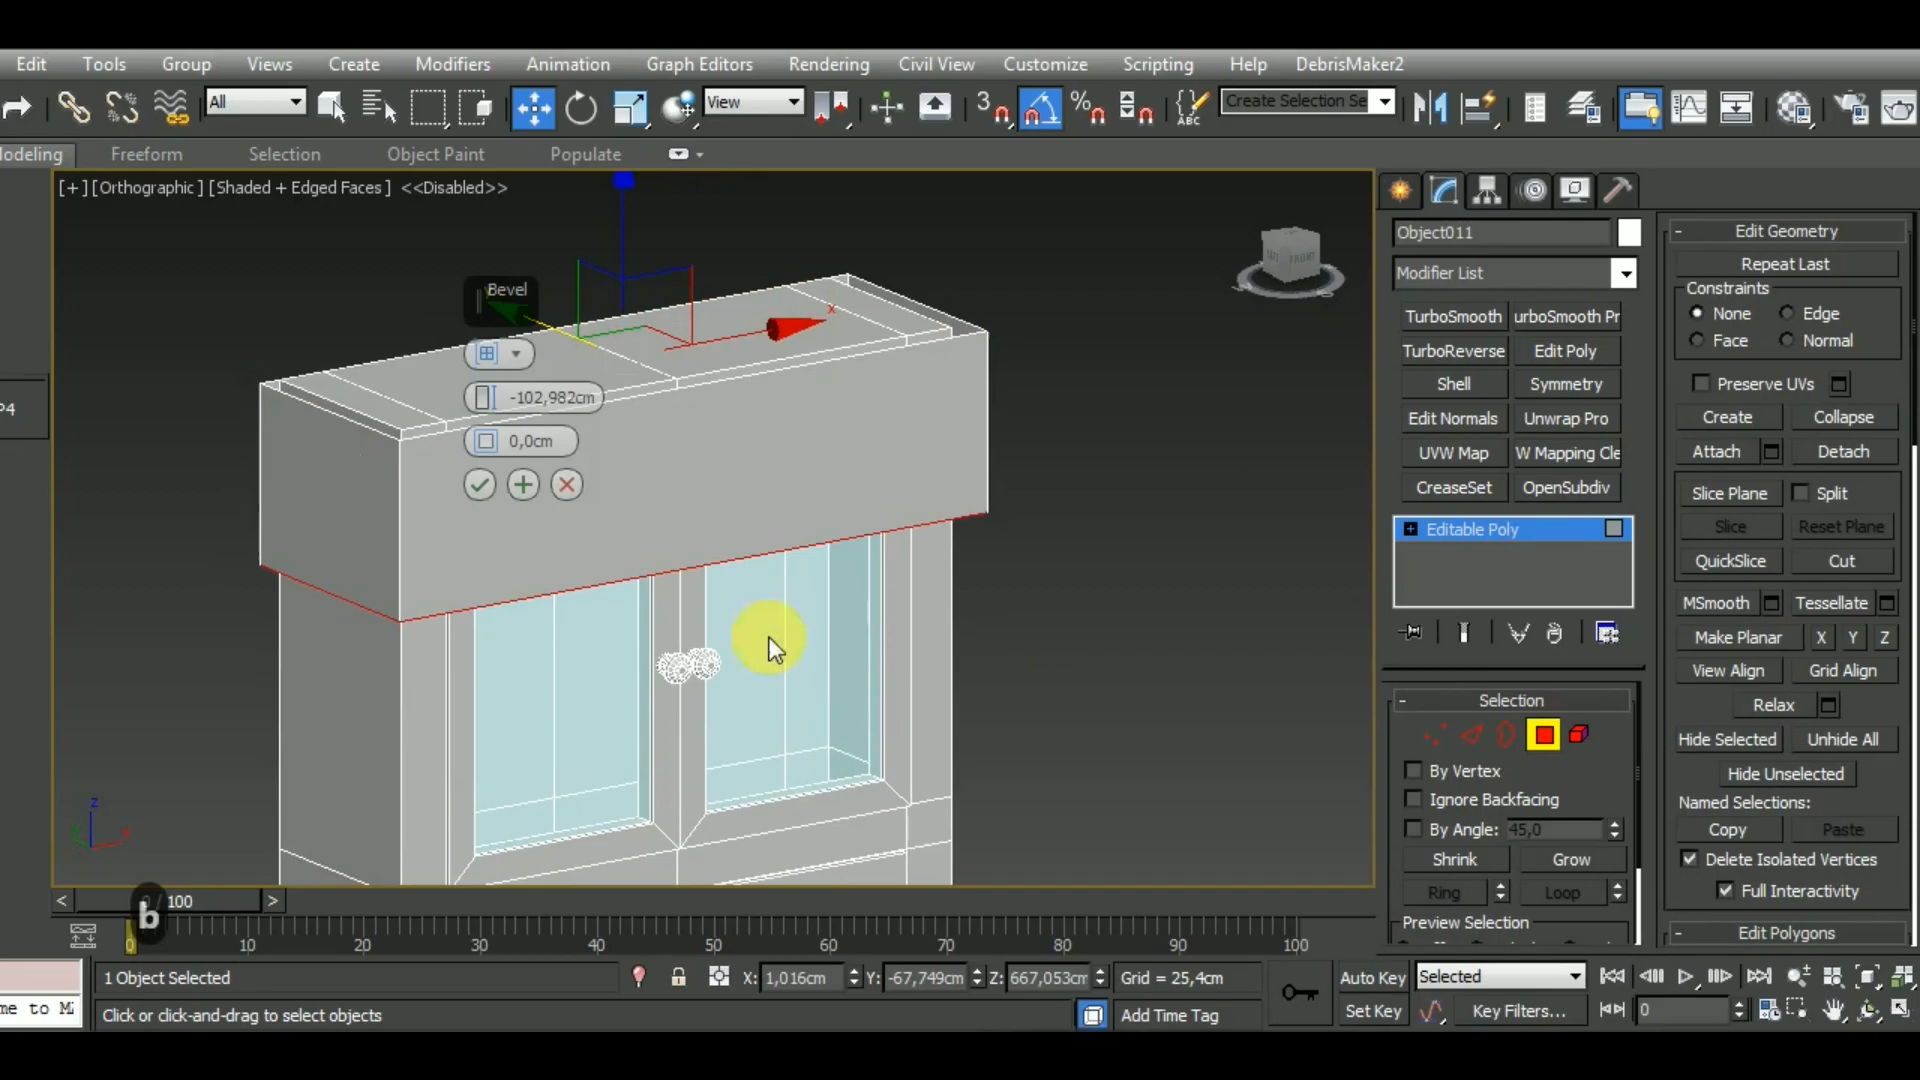 Edit Tools Group Views Create Modifiers Animation Graph Editors Rendering Civil View Customize Scripting Help DebrisMaker2
All View 3 % ABC Create Selection Se
odeling Freeform Selection Object Paint Populate
[+] [Orthographic ] [Shaded + Edged Faces ] <<Disabled>>
FRONT
x
Bevel
-102,982cm
0,0cm
P4
z
x
b
Object011
Modifier List
TurboSmooth urboSmooth Pr
TurboReverse Edit Poly
Shell Symmetry
Edit Normals Unwrap Pro
UVW Map W Mapping Cle
CreaseSet OpenSubdiv
+ Editable Poly
- Selection
By Vertex
Ignore Backfacing
By Angle: 45,0
Shrink Grow
Ring Loop
Preview Selection
- Edit Geometry
Repeat Last
Constraints
None Edge
Face Normal
Preserve UVs
Create Collapse
Attach Detach
Slice Plane Split
Slice Reset Plane
QuickSlice Cut
MSmooth Tessellate
Make Planar X Y Z
View Align Grid Align
Relax
Hide Selected Unhide All
Hide Unselected
Named Selections:
Copy Paste
Delete Isolated Vertices
Full Interactivity
- Edit Polygons
< / 100 >
0 10 20 30 40 50 60 70 80 90 100
1 Object Selected X: 1,016cm Y: -67,749cm Z: 667,053cm Grid = 25,4cm Auto Key Selected
me to M
Click or click-and-drag to select objects Add Time Tag Set Key Key Filters... 0